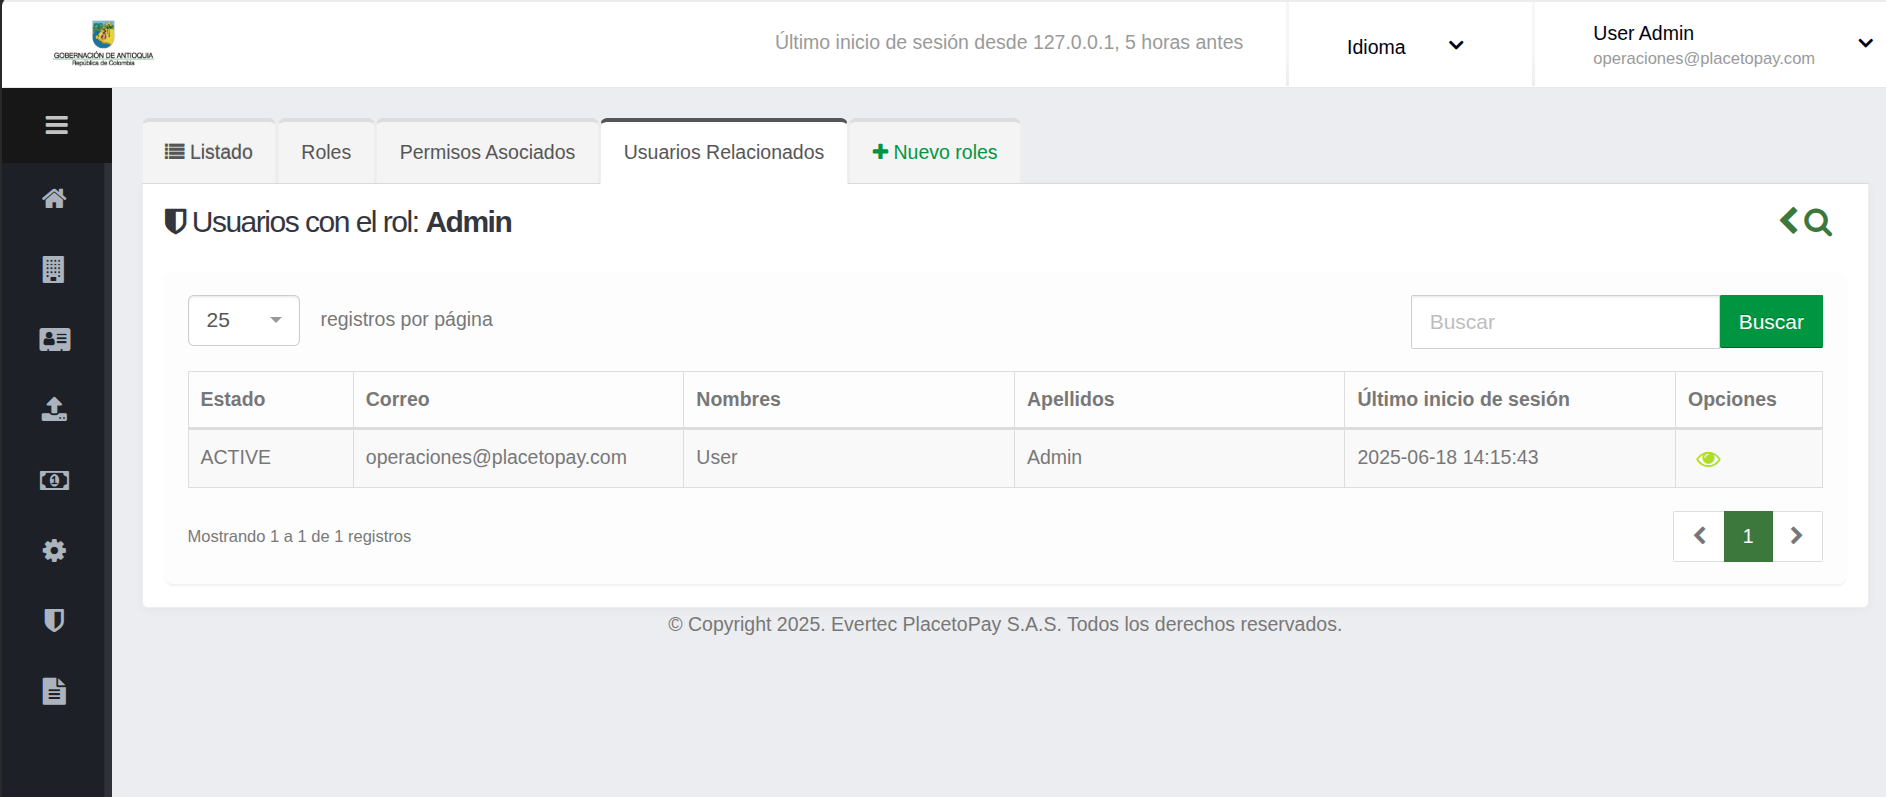 GOBERNACIÓN DE ANTIOQUIA
República de Colombia
Último inicio de sesión desde 127.0.0.1, 5 horas antes
Idioma
User Admin
operaciones@placetopay.com
Listado
Roles
Permisos Asociados
Usuarios Relacionados
Nuevo roles
Usuarios con el rol: Admin
25
registros por página
Buscar
Buscar
Estado
Correo
Nombres
Apellidos
Último inicio de sesión
Opciones
ACTIVE
operaciones@placetopay.com
User
Admin
2025-06-18 14:15:43
Mostrando 1 a 1 de 1 registros
1
© Copyright 2025. Evertec PlacetoPay S.A.S. Todos los derechos reservados.